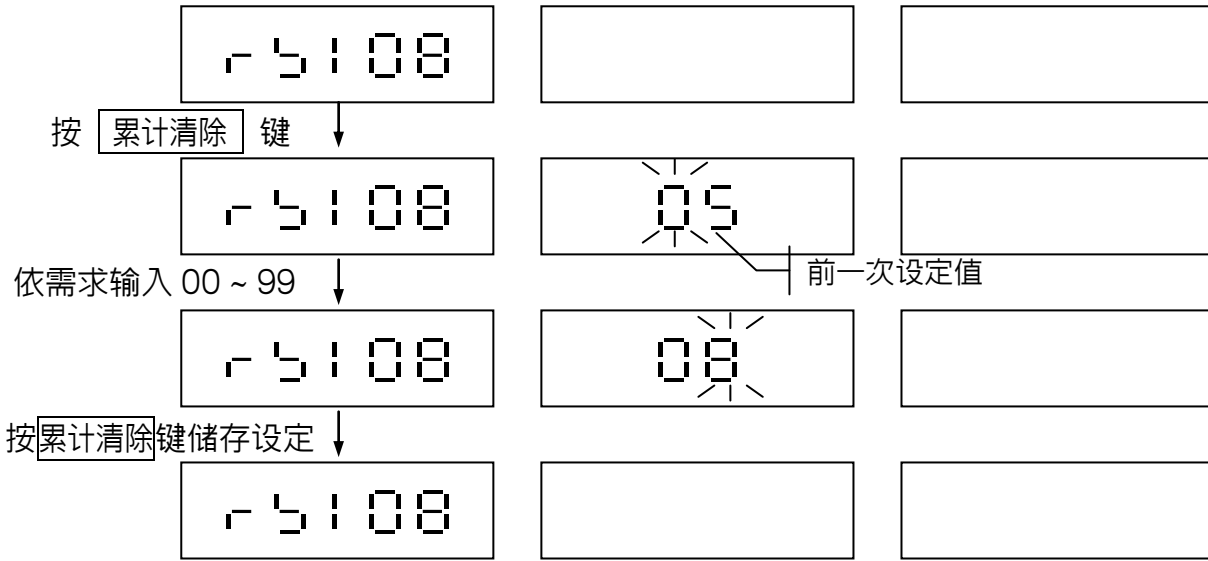 r5108
按 累计清除 键
r5108 05
前一次设定值
依需求输入 00 ~ 99
r5108 08
按累计清除键储存设定
r5108